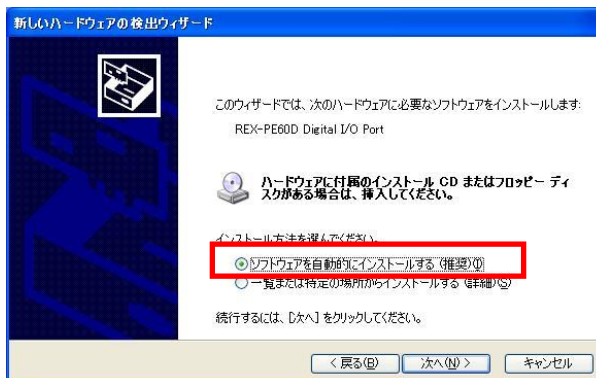 新しいハードウェアの検出ウィザード
このウィザードでは、次のハードウェアに必要なソフトウェアをインストールします:
REX-PE60D Digital I/O Port
ハードウェアに付属のインストール CD またはフロッピー ディ
スクがある場合は、挿入してください。
インストール方法を選んでください。
ソフトウェアを自動的にインストールする (推奨)(I)
一覧または特定の場所からインストールする (詳細)(S)
続行するには、[次へ] をクリックしてください。
< 戻る(B)
次へ(N) >
キャンセル